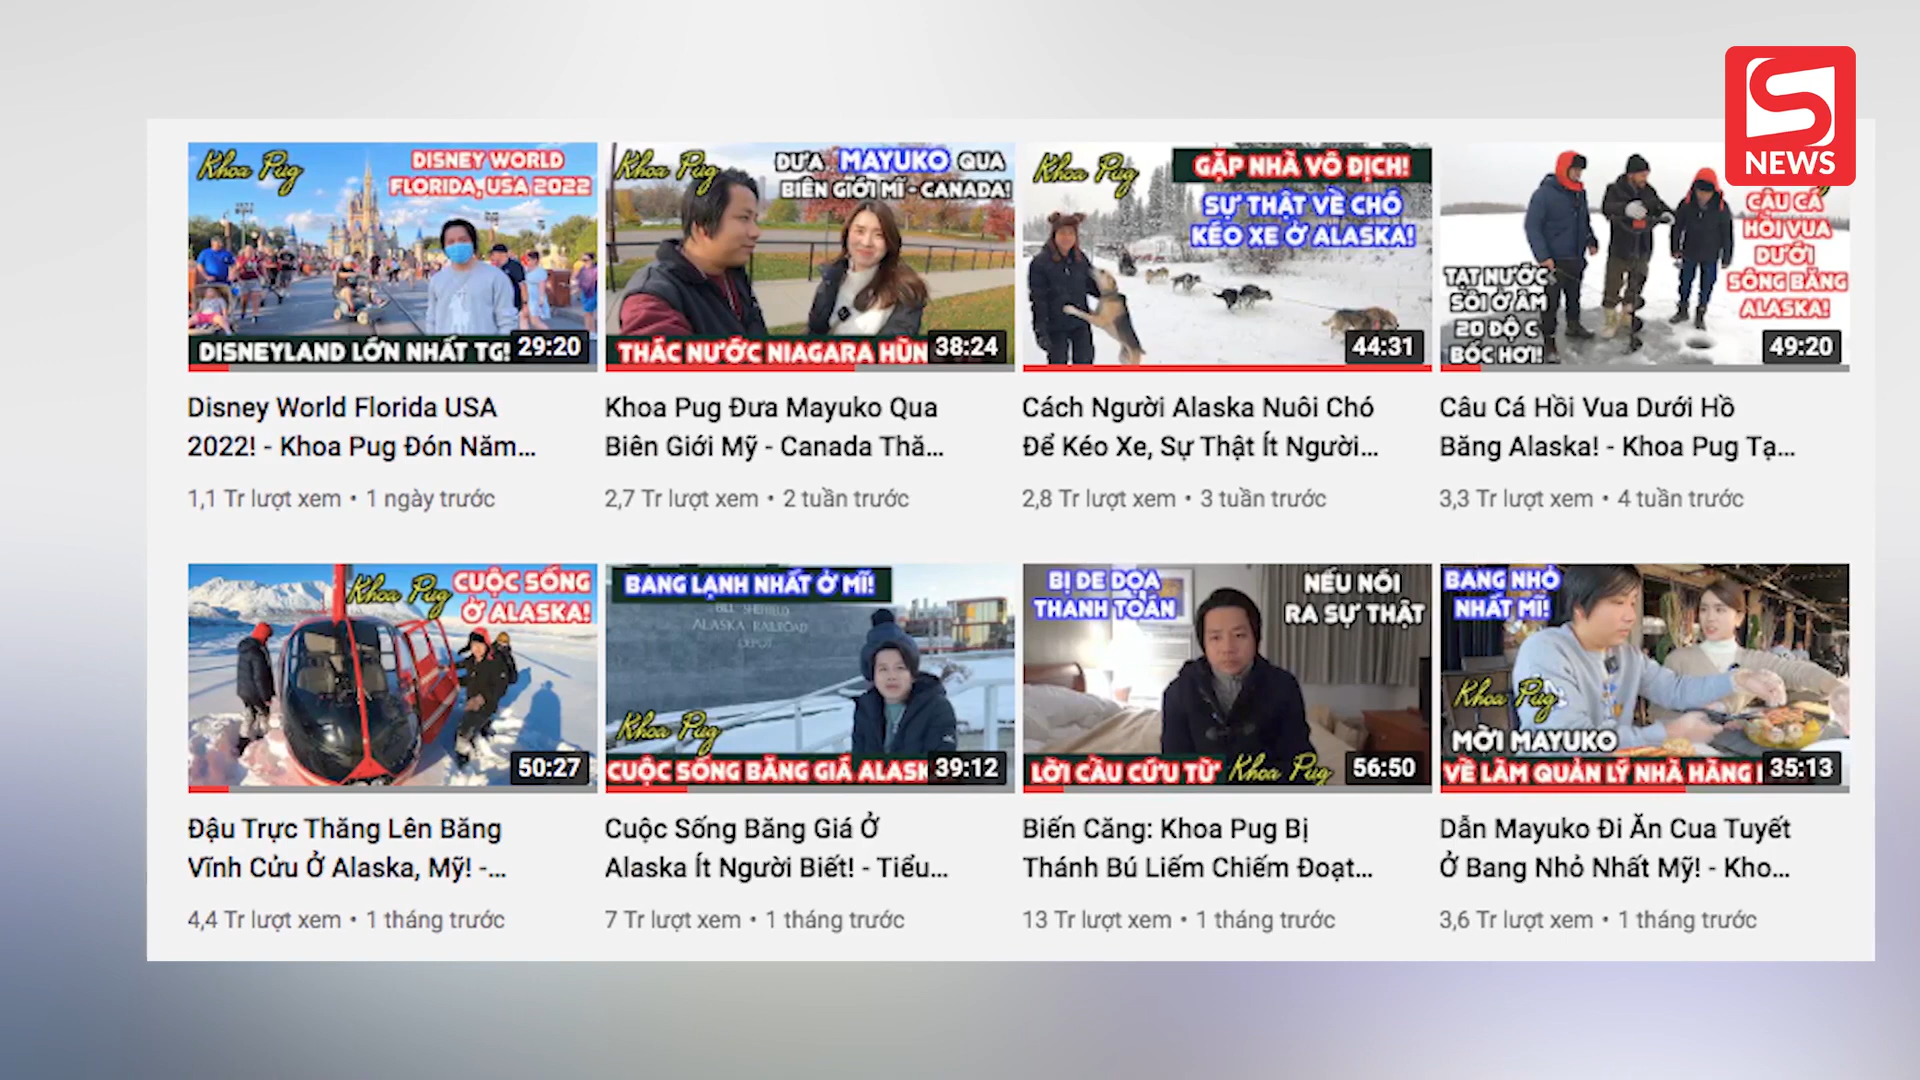 S
NEWS
Khoa Pug
DISNEY WORLD
FLORIDA, USA 2022
DISNEYLAND LỚN NHẤT TG!
29:20
Disney World Florida USA
2022! - Khoa Pug Đón Năm...
1,1 Tr lượt xem • 1 ngày trước
Khoa Pug
ĐƯA MAYUKO QUA
BIÊN GIỚI MĨ - CANADA!
THÁC NƯỚC NIAGARA HÙN
38:24
Khoa Pug Đưa Mayuko Qua
Biên Giới Mỹ - Canada Thă...
2,7 Tr lượt xem • 2 tuần trước
Khoa Pug
GẶP NHÀ VÔ ĐỊCH!
SỰ THẬT VỀ CHÓ
KÉO XE Ở ALASKA!
44:31
Cách Người Alaska Nuôi Chó
Để Kéo Xe, Sự Thật Ít Người...
2,8 Tr lượt xem • 3 tuần trước
CÂU CÁ
HỒI VUA
DƯỚI
SÔNG BĂNG
ALASKA!
TẠT NƯỚC
SÔI Ở ÂM
20 ĐỘ C
BỐC HƠI!
49:20
Câu Cá Hồi Vua Dưới Hồ
Băng Alaska! - Khoa Pug Tạ...
3,3 Tr lượt xem • 4 tuần trước
Khoa Pug
CUỘC SỐNG
Ở ALASKA!
50:27
Đậu Trực Thăng Lên Băng
Vĩnh Cửu Ở Alaska, Mỹ! -...
4,4 Tr lượt xem • 1 tháng trước
BANG LẠNH NHẤT Ở MĨ!
BILL SHEFFIELD
ALASKA RAILROAD
DEPOT
Khoa Pug
CUỘC SỐNG BĂNG GIÁ ALASK
39:12
Cuộc Sống Băng Giá Ở
Alaska Ít Người Biết! - Tiểu...
7 Tr lượt xem • 1 tháng trước
BỊ ĐE DỌA
THANH TOÁN
NẾU NÓI
RA SỰ THẬT
LỜI CẦU CỨU TỪ Khoa Pug
56:50
Biến Căng: Khoa Pug Bị
Thánh Bú Liếm Chiếm Đoạt...
13 Tr lượt xem • 1 tháng trước
BANG NHỎ
NHẤT MĨ!
Khoa Pug
MỜI MAYUKO
VỀ LÀM QUẢN LÝ NHÀ HÀNG
35:13
Dẫn Mayuko Đi Ăn Cua Tuyết
Ở Bang Nhỏ Nhất Mỹ! - Kho...
3,6 Tr lượt xem • 1 tháng trước